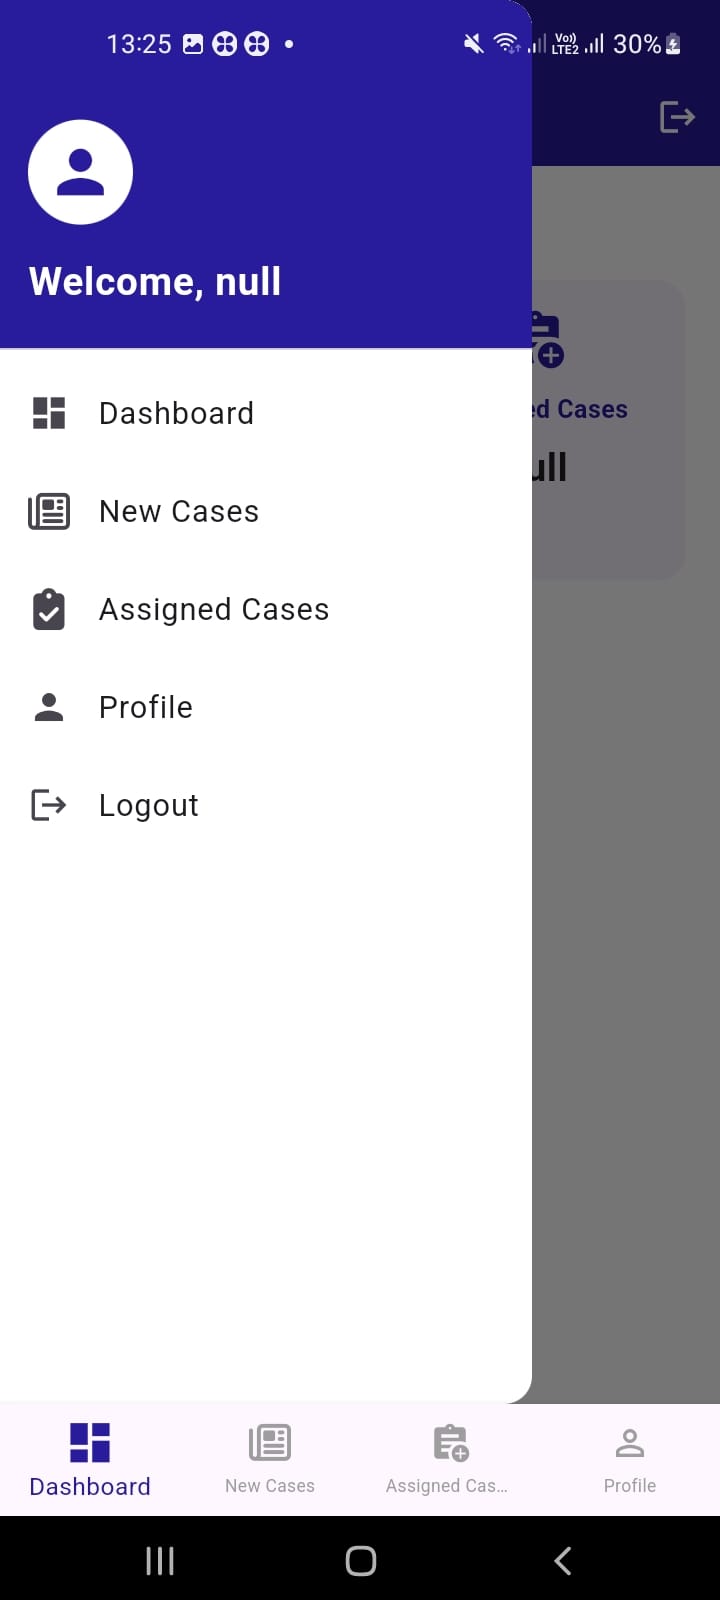 13:25
Vo))
LTE2
30%
Welcome, null
Dashboard
New Cases
Assigned Cases
Profile
Logout
ed Cases
ull
Dashboard
New Cases
Assigned Cas...
Profile